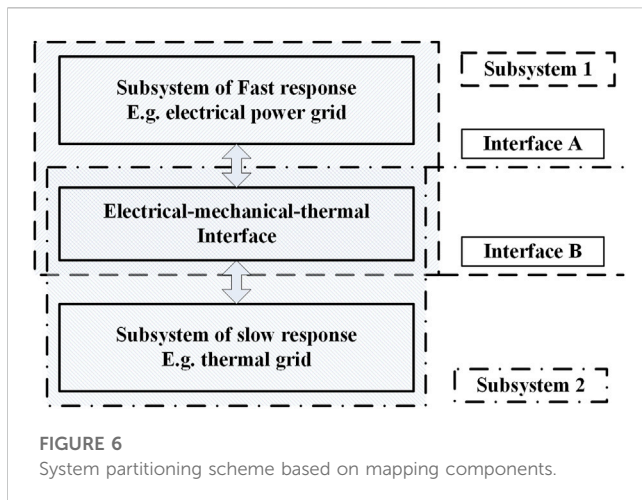 Subsystem of Fast response
E.g. electrical power grid
Subsystem 1
Interface A
Electrical-mechanical-thermal
Interface
Interface B
Subsystem of slow response
E.g. thermal grid
Subsystem 2
FIGURE 6
System partitioning scheme based on mapping components.